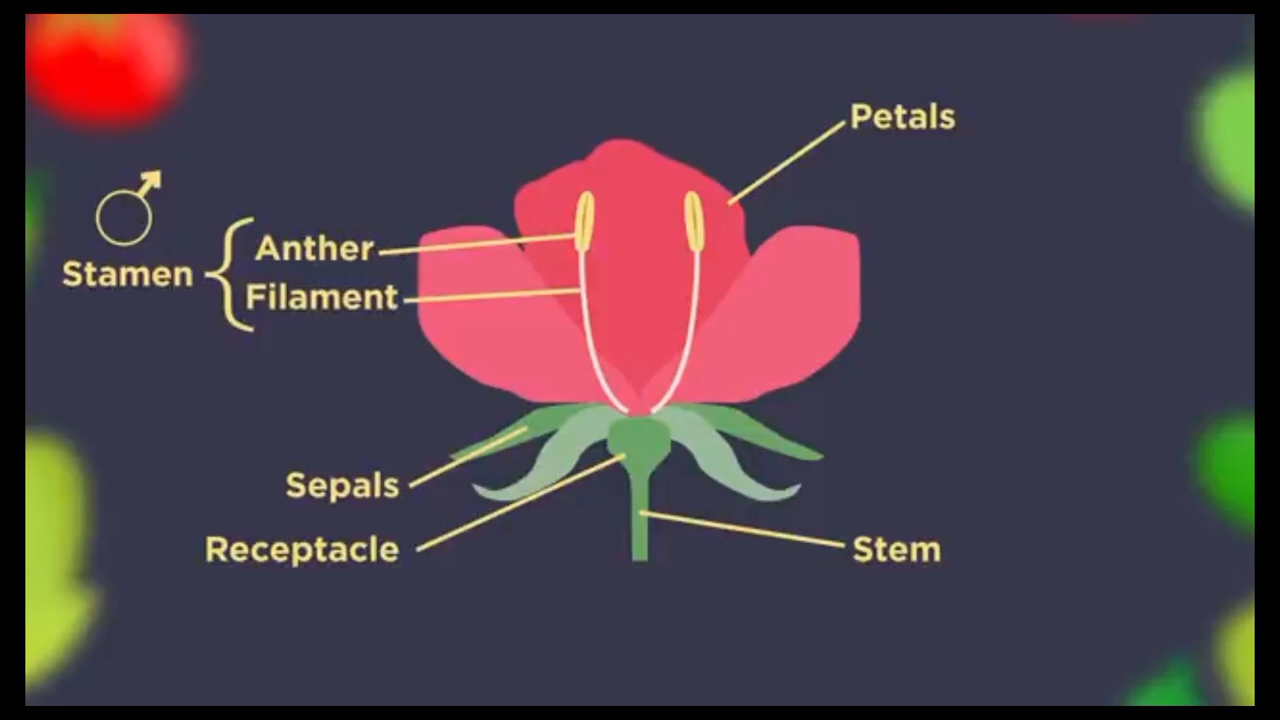 Petals
Anther
Stamen
Filament
Sepals
Receptacle
Stem